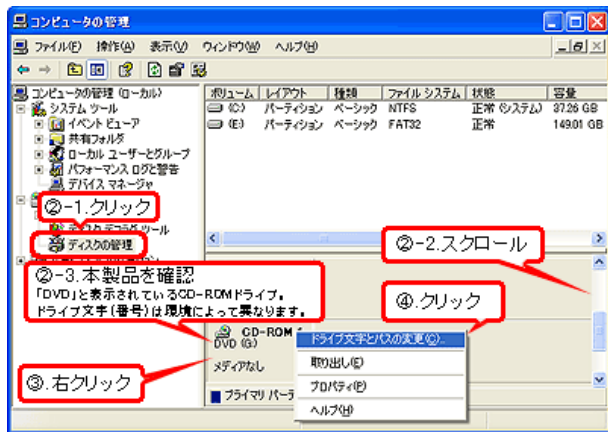 コンピュータの管理
ファイル(F) 操作(A) 表示(V) ウィンドウ(W) ヘルプ(H)
コンピュータの管理 (ローカル)
システム ツール
イベント ビューア
共有フォルダ
ローカル ユーザーとグループ
パフォーマンス ログと警告
デバイス マネージャ
②-1.クリック
ディスク デフラグ ツール
ディスクの管理
ボリューム レイアウト 種類 ファイル システム 状態 容量
(C:) パーティション ベーシック NTFS 正常 (システム) 37.26 GB
(E:) パーティション ベーシック FAT32 正常 149.01 GB
②-2.スクロール
②-3.本製品を確認
「DVD」と表示されているCD-ROMドライブ。
ドライブ文字(番号)は環境によって異なります。
④.クリック
CD-ROM
DVD (G:)
メディアなし
③.右クリック
プライマリ パーテ
ドライブ文字とパスの変更(C)...
取り出し(E)
プロパティ(P)
ヘルプ(H)